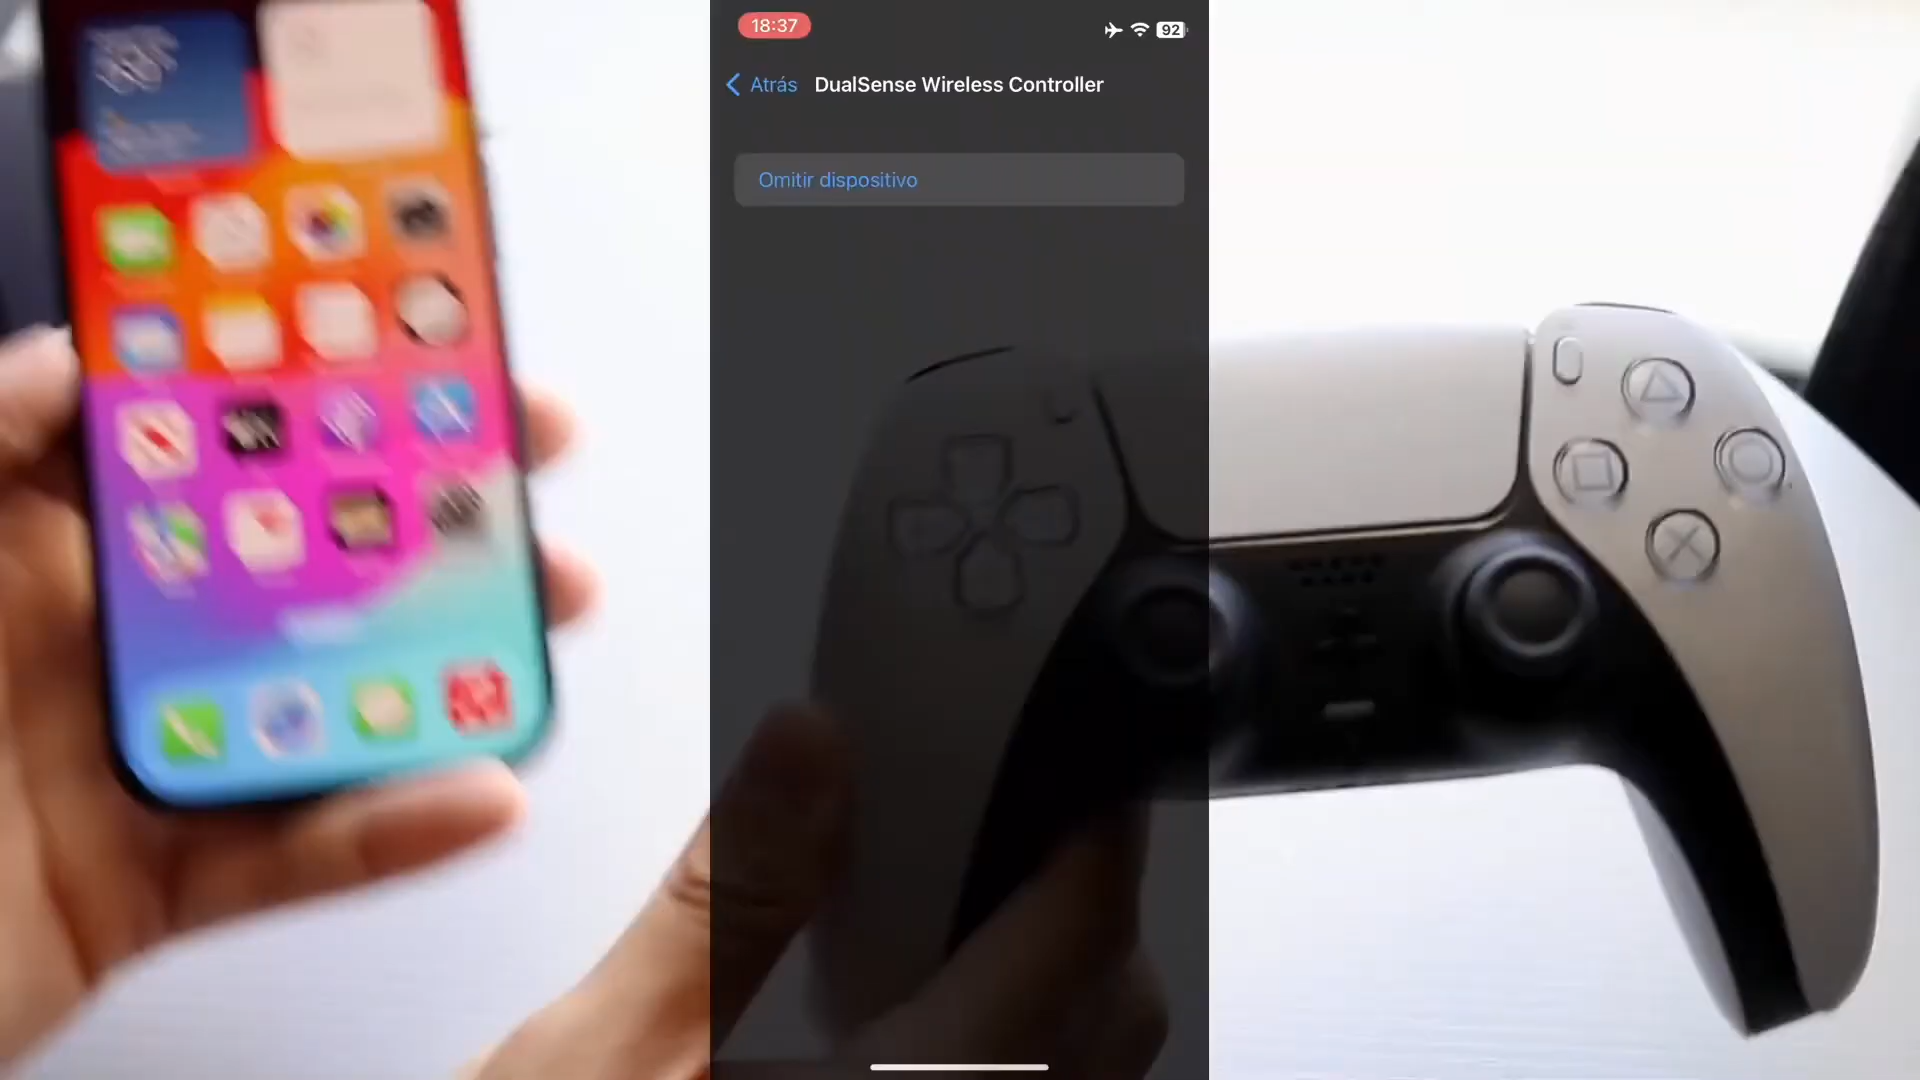 18:37
92
Atrás
DualSense Wireless Controller
Omitir dispositivo